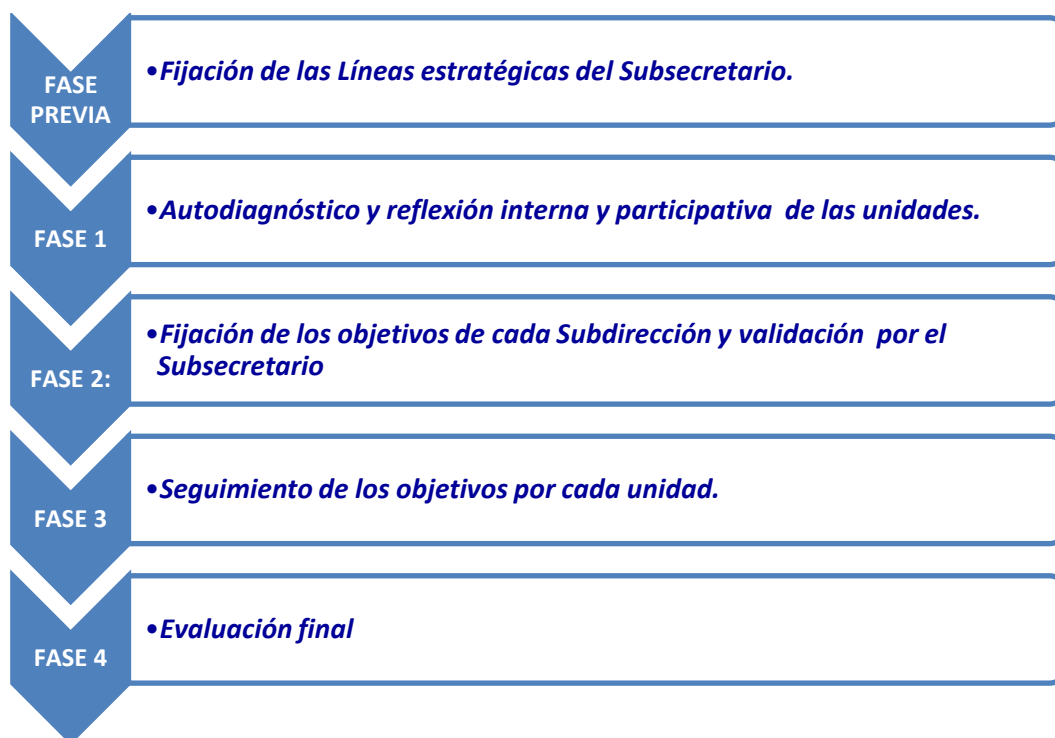 FASE
PREVIA
•Fijación de las Líneas estratégicas del Subsecretario.
FASE 1
•Autodiagnóstico y reflexión interna y participativa de las unidades.
FASE 2:
•Fijación de los objetivos de cada Subdirección y validación por el
Subsecretario
FASE 3
•Seguimiento de los objetivos por cada unidad.
FASE 4
•Evaluación final